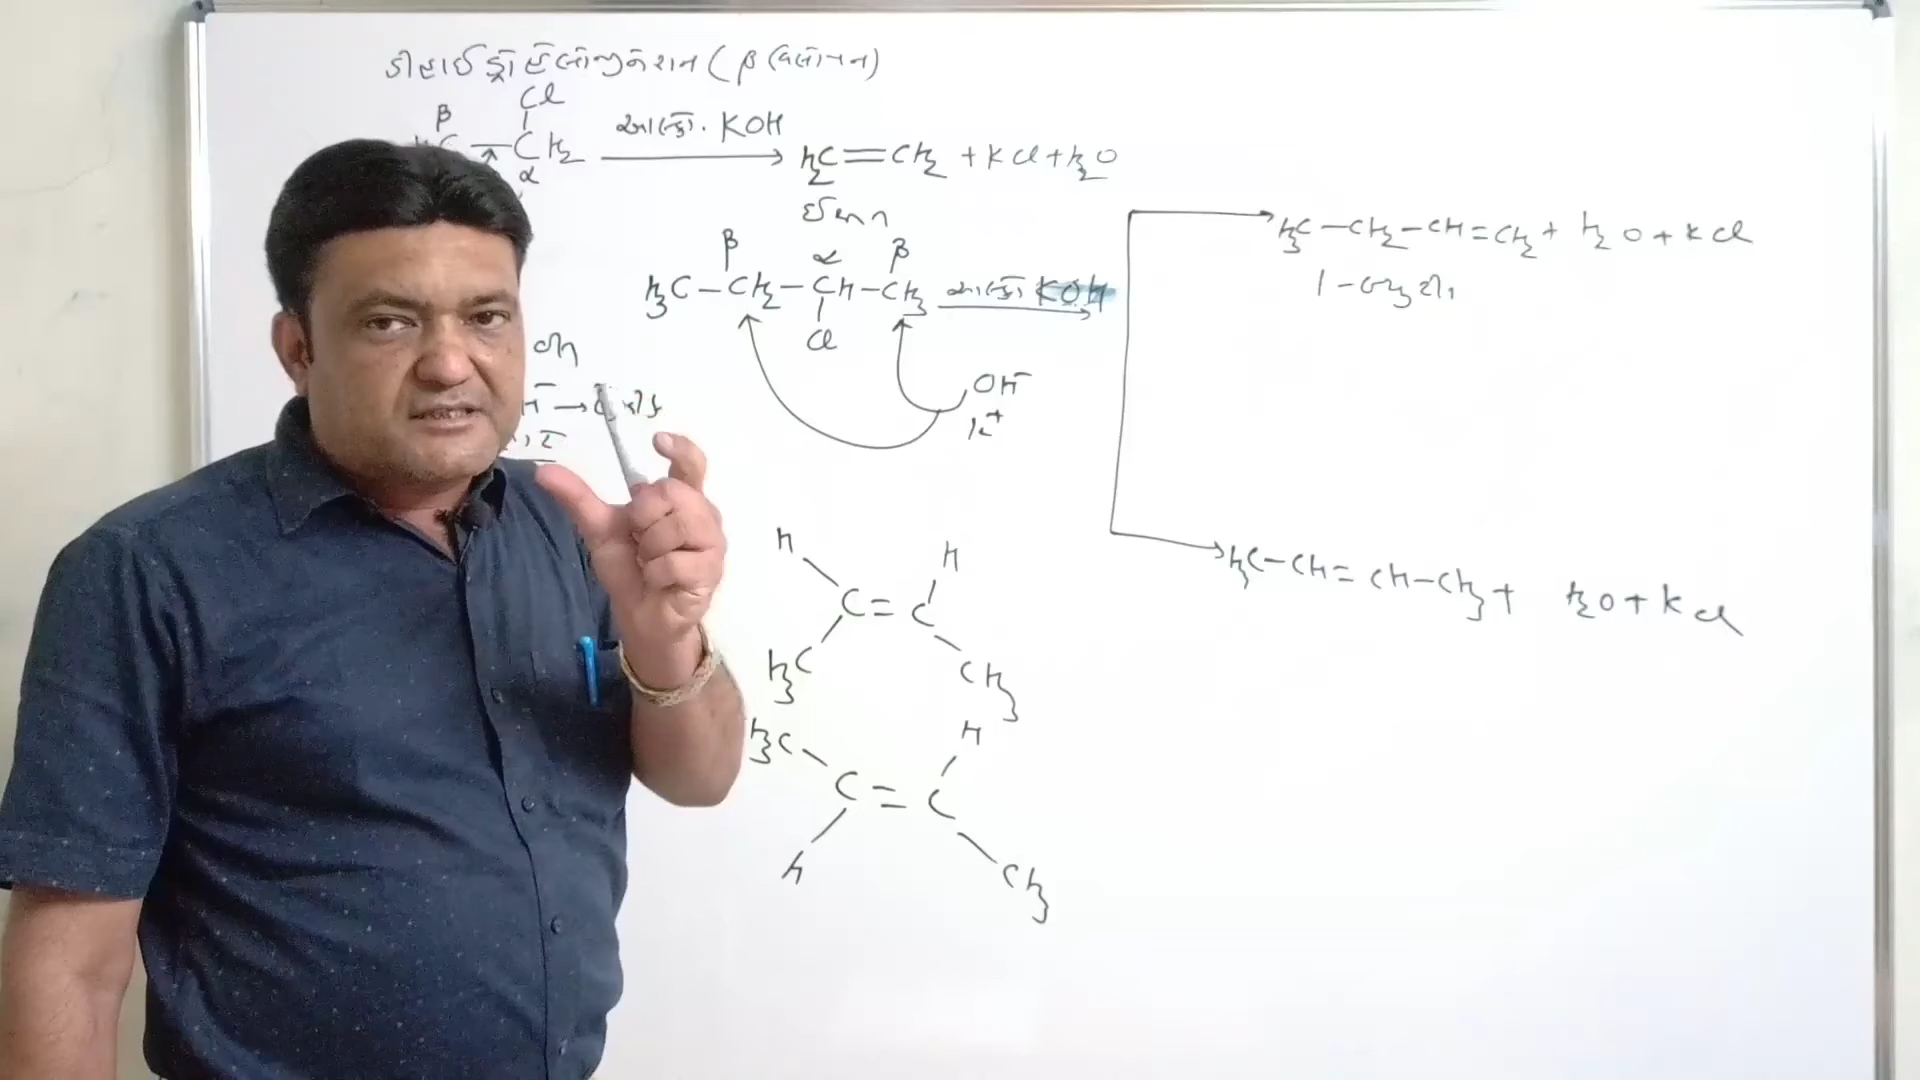 ડીહાઈડ્રોહેલોજીનેશન (β વિલોપન)
β Cl
C – CH2 આલ્કો. KOH → H2C = CH2 + KCl + H2O
α
ઈથીન
β α β
H3C – CH2 – CH – CH3 આલ્કો. KOH →
Cl
OH⁻
K⁺
→ H3C – CH2 – CH = CH2 + H2O + KCl
1-બ્યુટીન
→ H3C – CH = CH – CH3 + H2O + KCl
H H
C = C
H3C CH3
H3C H
C = C
H CH3